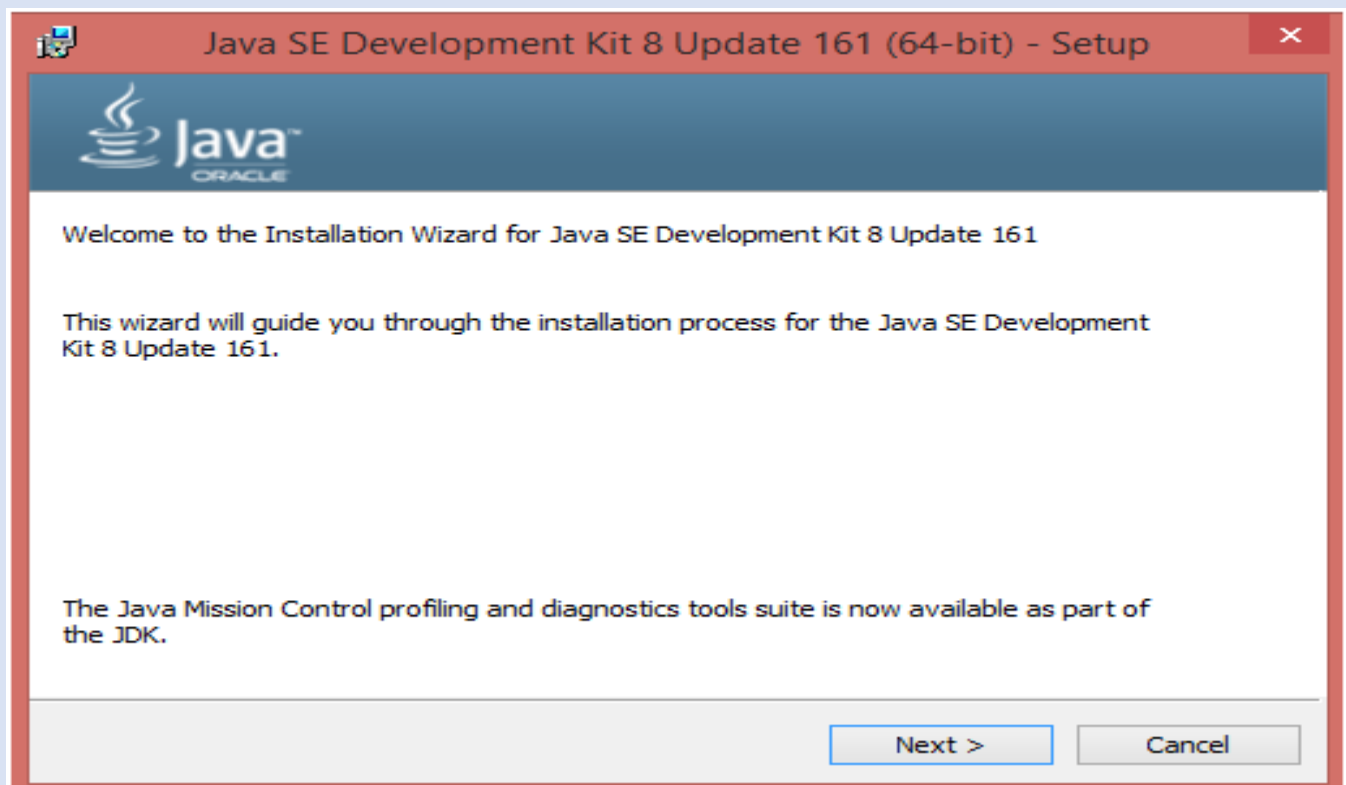 Java SE Development Kit 8 Update 161 (64-bit) - Setup
Java™
ORACLE
Welcome to the Installation Wizard for Java SE Development Kit 8 Update 161
This wizard will guide you through the installation process for the Java SE Development
Kit 8 Update 161.
The Java Mission Control profiling and diagnostics tools suite is now available as part of
the JDK.
Next >
Cancel